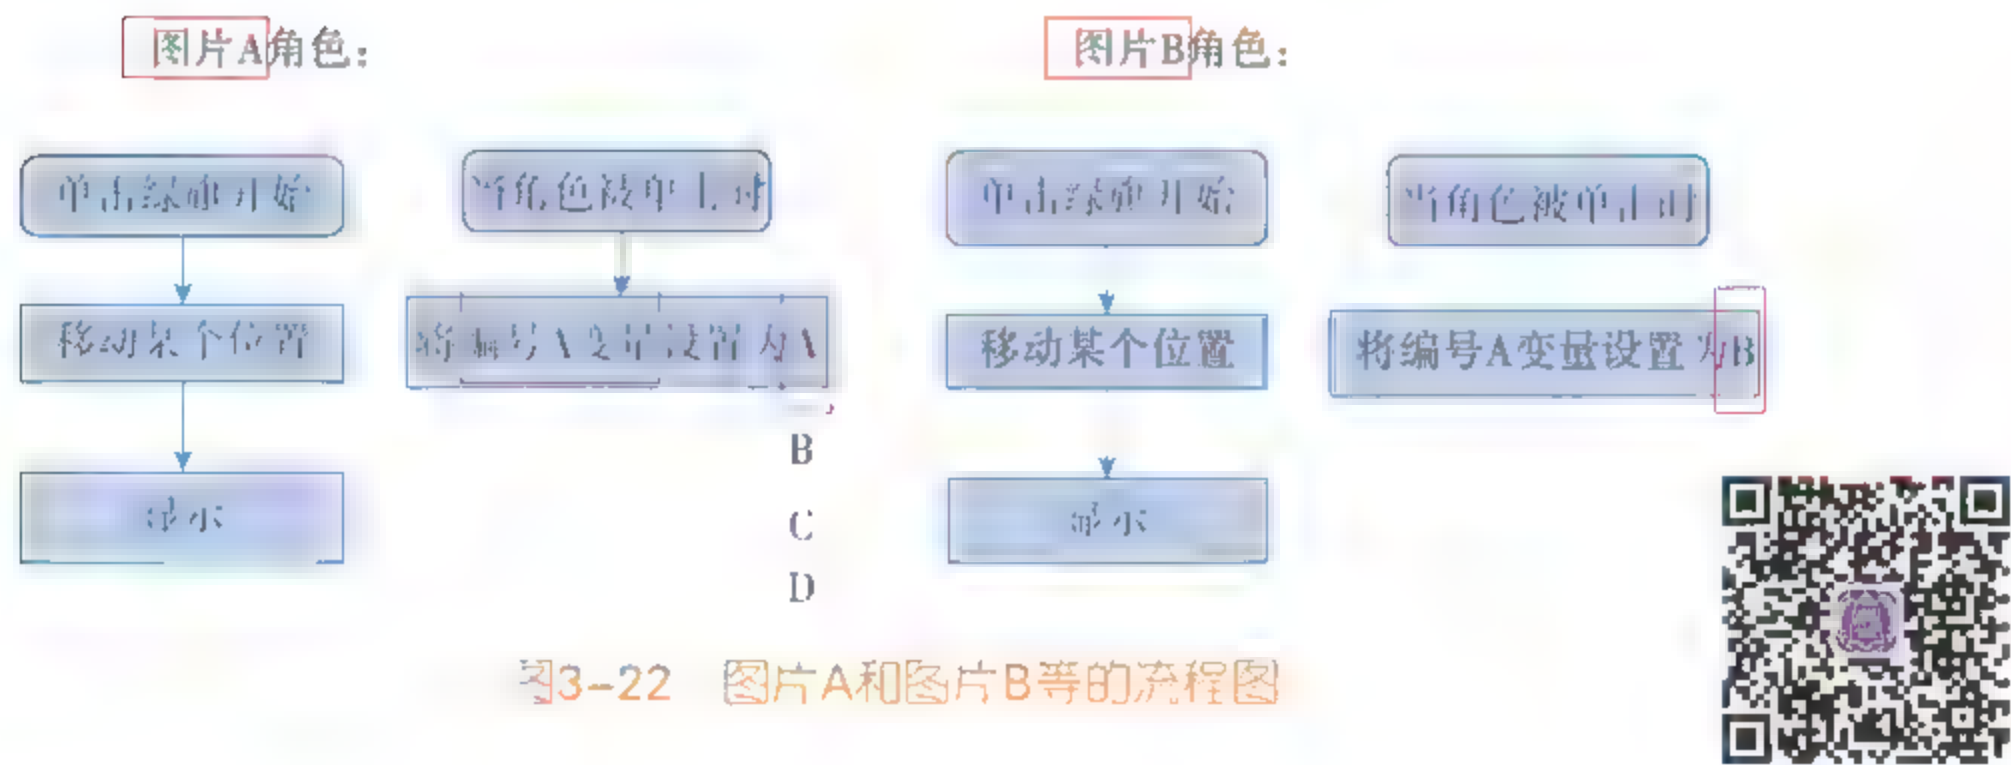 图片A角色： 图片B角色：
单击绿旗开始 当角色被单击时 单击绿旗开始 当角色被单击时
移动某个位置 将编号A变量设置为A 移动某个位置 将编号A变量设置为B
显示 显示
B
C
D
图3-22 图片A和图片B等的流程图